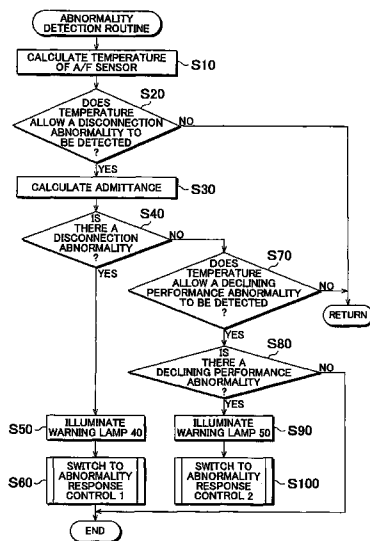 ABNORMALITY
DETECTION ROUTINE
CALCULATE TEMPERATURE
OF A/F SENSOR
S10
S20
DOES
TEMPERATURE
ALLOW A DISCONNECTION
ABNORMALITY TO
BE DETECTED
?
NO
YES
CALCULATE ADMITTANCE
S30
S40
IS
THERE A
DISCONNECTION
ABNORMALITY
?
NO
YES
S70
DOES
TEMPERATURE
ALLOW A DECLINING
PERFORMANCE ABNORMALITY
TO BE DETECTED
?
NO
RETURN
YES
S80
IS
THERE A
DECLINING PERFORMANCE
ABNORMALITY
?
NO
YES
S50
ILLUMINATE
WARNING LAMP 40
ILLUMINATE
WARNING LAMP 50
S90
S60
SWITCH TO
ABNORMALITY
RESPONSE
CONTROL 1
SWITCH TO
ABNORMALITY
RESPONSE
CONTROL 2
S100
END